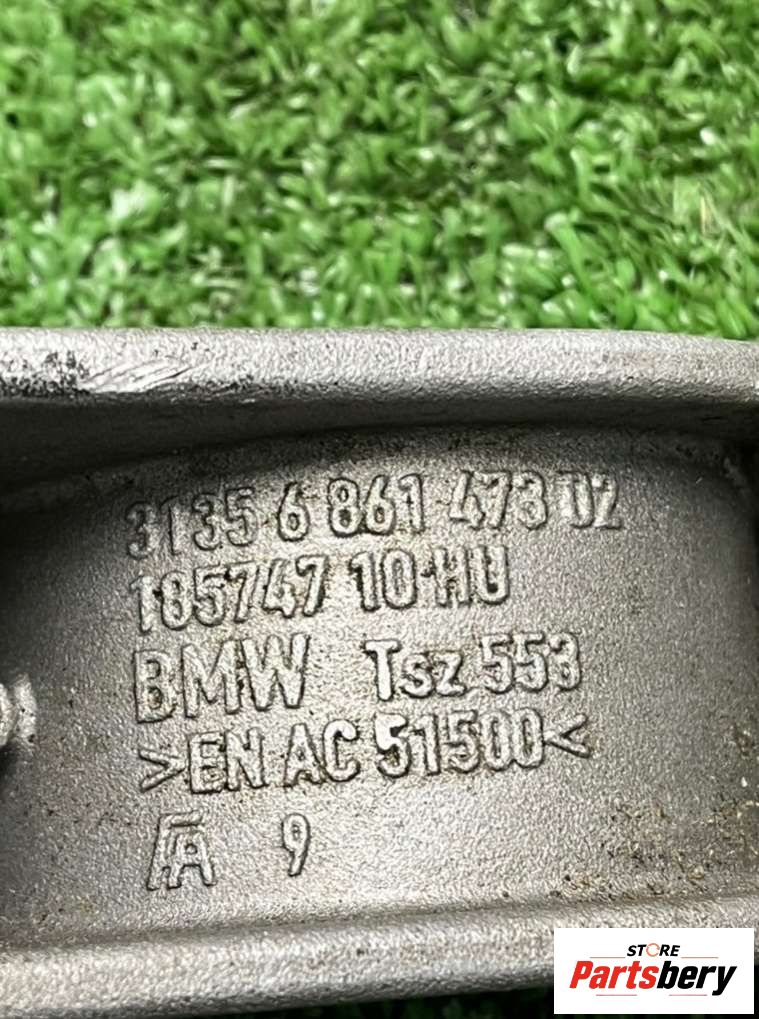 3135 6 861 473 02
185747 10 HU
BMW Tsz 553
>EN AC 51500<
9
STORE
Partsbery